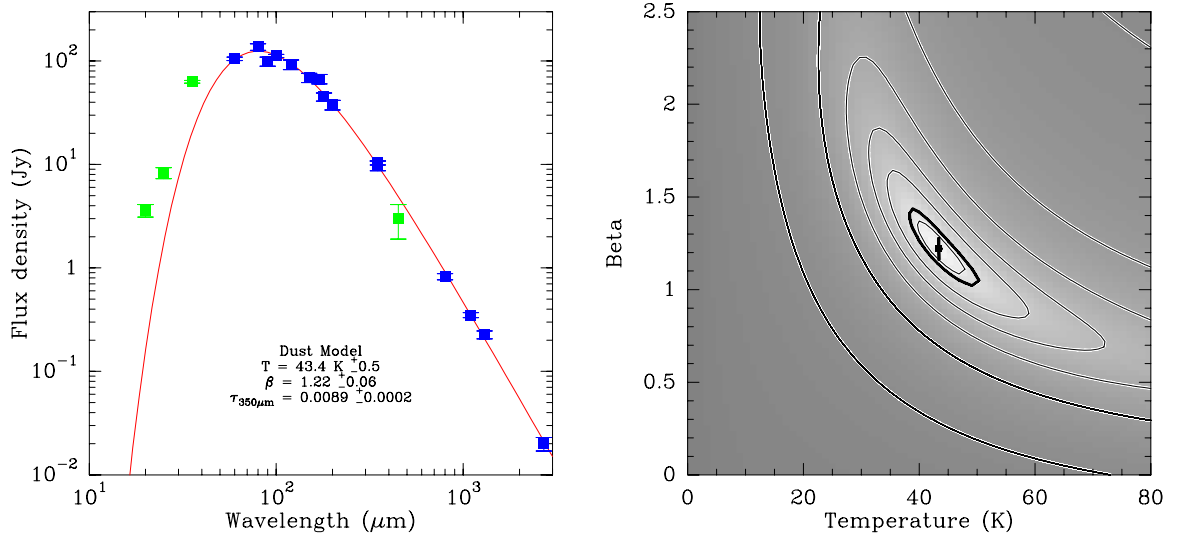 10²
10¹
1
10⁻¹
10⁻²
Flux density (Jy)
Dust Model
T = 43.4 K ±0.5
β = 1.22 ±0.06
τ350μm = 0.0089 ±0.0002
10¹ 10² 10³
Wavelength (μm)
2.5
2
1.5
1
0.5
0
Beta
0 20 40 60 80
Temperature (K)